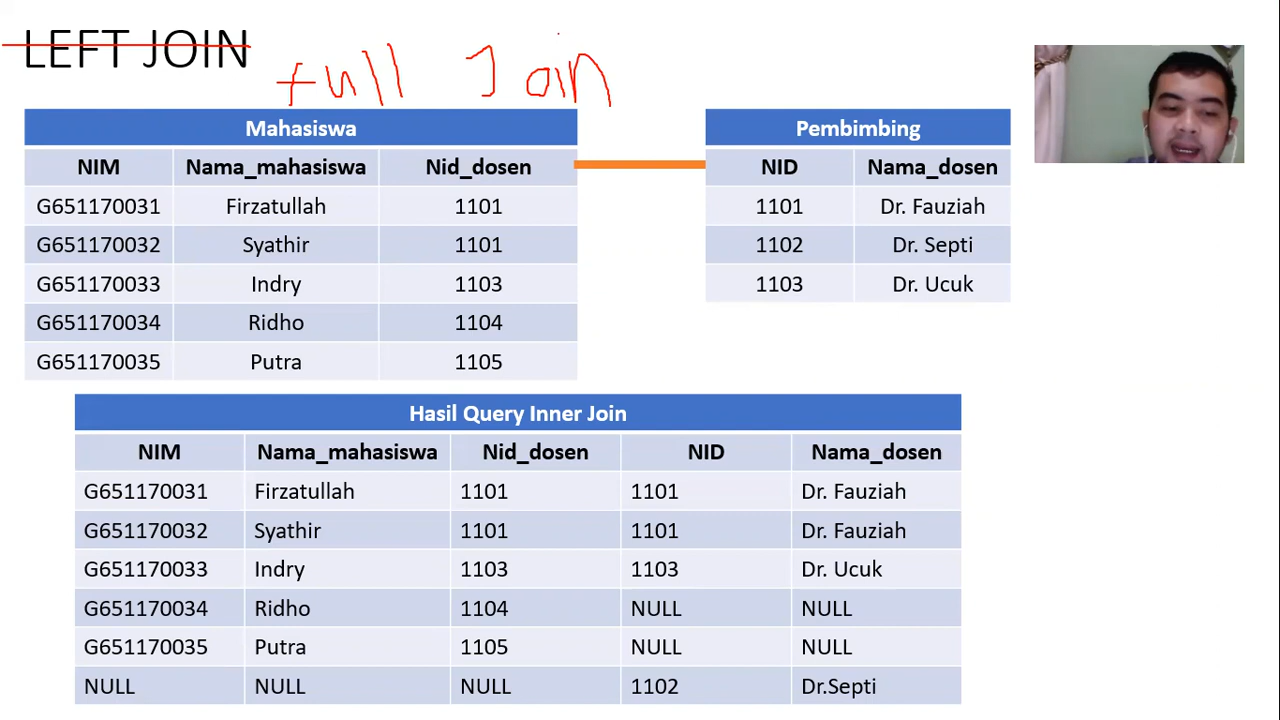 LEFT JOIN
full Join
Mahasiswa
NIM Nama_mahasiswa Nid_dosen
G651170031 Firzatullah 1101
G651170032 Syathir 1101
G651170033 Indry 1103
G651170034 Ridho 1104
G651170035 Putra 1105
Pembimbing
NID Nama_dosen
1101 Dr. Fauziah
1102 Dr. Septi
1103 Dr. Ucuk
Hasil Query Inner Join
NIM Nama_mahasiswa Nid_dosen NID Nama_dosen
G651170031 Firzatullah 1101 1101 Dr. Fauziah
G651170032 Syathir 1101 1101 Dr. Fauziah
G651170033 Indry 1103 1103 Dr. Ucuk
G651170034 Ridho 1104 NULL NULL
G651170035 Putra 1105 NULL NULL
NULL NULL NULL 1102 Dr.Septi